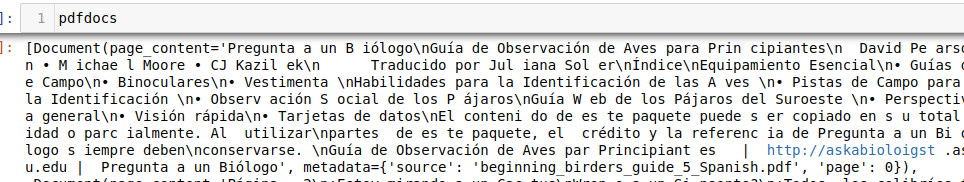 ]: 1 pdfdocs
]: [Document(page_content='Pregunta a un B iólogo\nGuía de Observación de Aves para Prin cipiantes\n  David Pe arso
n • M ichae l Moore • CJ Kazil ek\n      Traducido por Jul iana Sol er\nÍndice\nEquipamiento Esencial\n• Guías d
e Campo\n• Binoculares\n• Vestimenta \nHabilidades para la Identificación de las A ves \n• Pistas de Campo para
la Identificación \n• Observ ación S ocial de los P ájaros\nGuía W eb de los Pájaros del Suroeste \n• Perspectiv
a general\n• Visión rápida\n• Tarjetas de datos\nEl conteni do de es te paquete puede s er copiado en s u total
idad o parc ialmente. Al  utilizar\npartes  de es te paquete, el  crédito y la referenc ia de Pregunta a un Bi o
logo s iempre deben\nconservarse. \nGuía de Observación de Aves par Principiant es   |  http://askabiologist .as
u.edu |  Pregunta a un Biólogo', metadata={'source': 'beginning_birders_guide_5_Spanish.pdf', 'page': 0}),